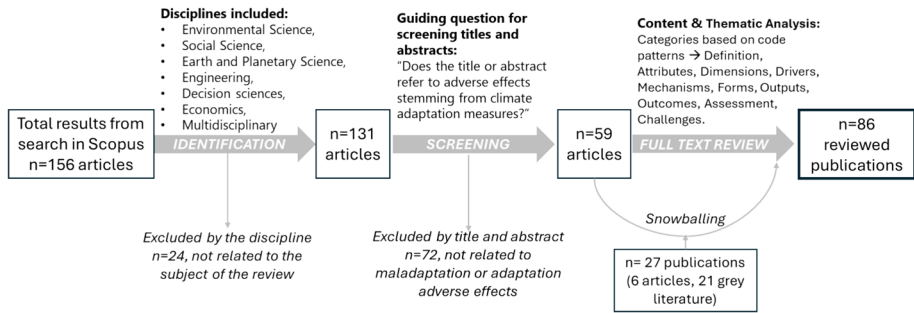 Disciplines included:
• Environmental Science,
• Social Science,
• Earth and Planetary Science,
• Engineering,
• Decision sciences,
• Economics,
• Multidisciplinary
Guiding question for
screening titles and
abstracts:
“Does the title or abstract
refer to adverse effects
stemming from climate
adaptation measures?“
Content & Thematic Analysis:
Categories based on code
patterns → Definition,
Attributes, Dimensions, Drivers,
Mechanisms, Forms, Outputs,
Outcomes, Assessment,
Challenges.
Total results from
search in Scopus
n=156 articles
IDENTIFICATION
n=131
articles
SCREENING
n=59
articles
FULL TEXT REVIEW
n=86
reviewed
publications
Excluded by the discipline
n=24, not related to the
subject of the review
Excluded by title and abstract
n=72, not related to
maladaptation or adaptation
adverse effects
Snowballing
n= 27 publications
(6 articles, 21 grey
literature)